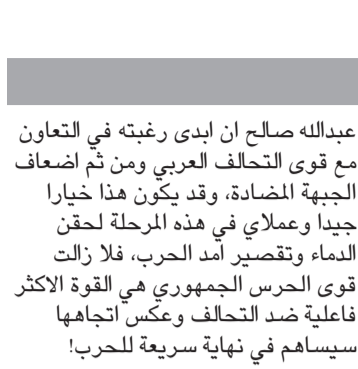 عبدالله صالح ان ابدى رغبته في التعاون
مع قوى التحالف العربي ومن ثم اضعاف
الجبهة المضادة، وقد يكون هذا خيارا
جيدا وعملاي في هذه المرحلة لحقن
الدماء وتقصير أمد الحرب، فلا زالت
قوى الحرس الجمهوري هي القوة الاكثر
فاعلية ضد التحالف وعكس اتجاهها
سيساهم في نهاية سريعة للحرب!